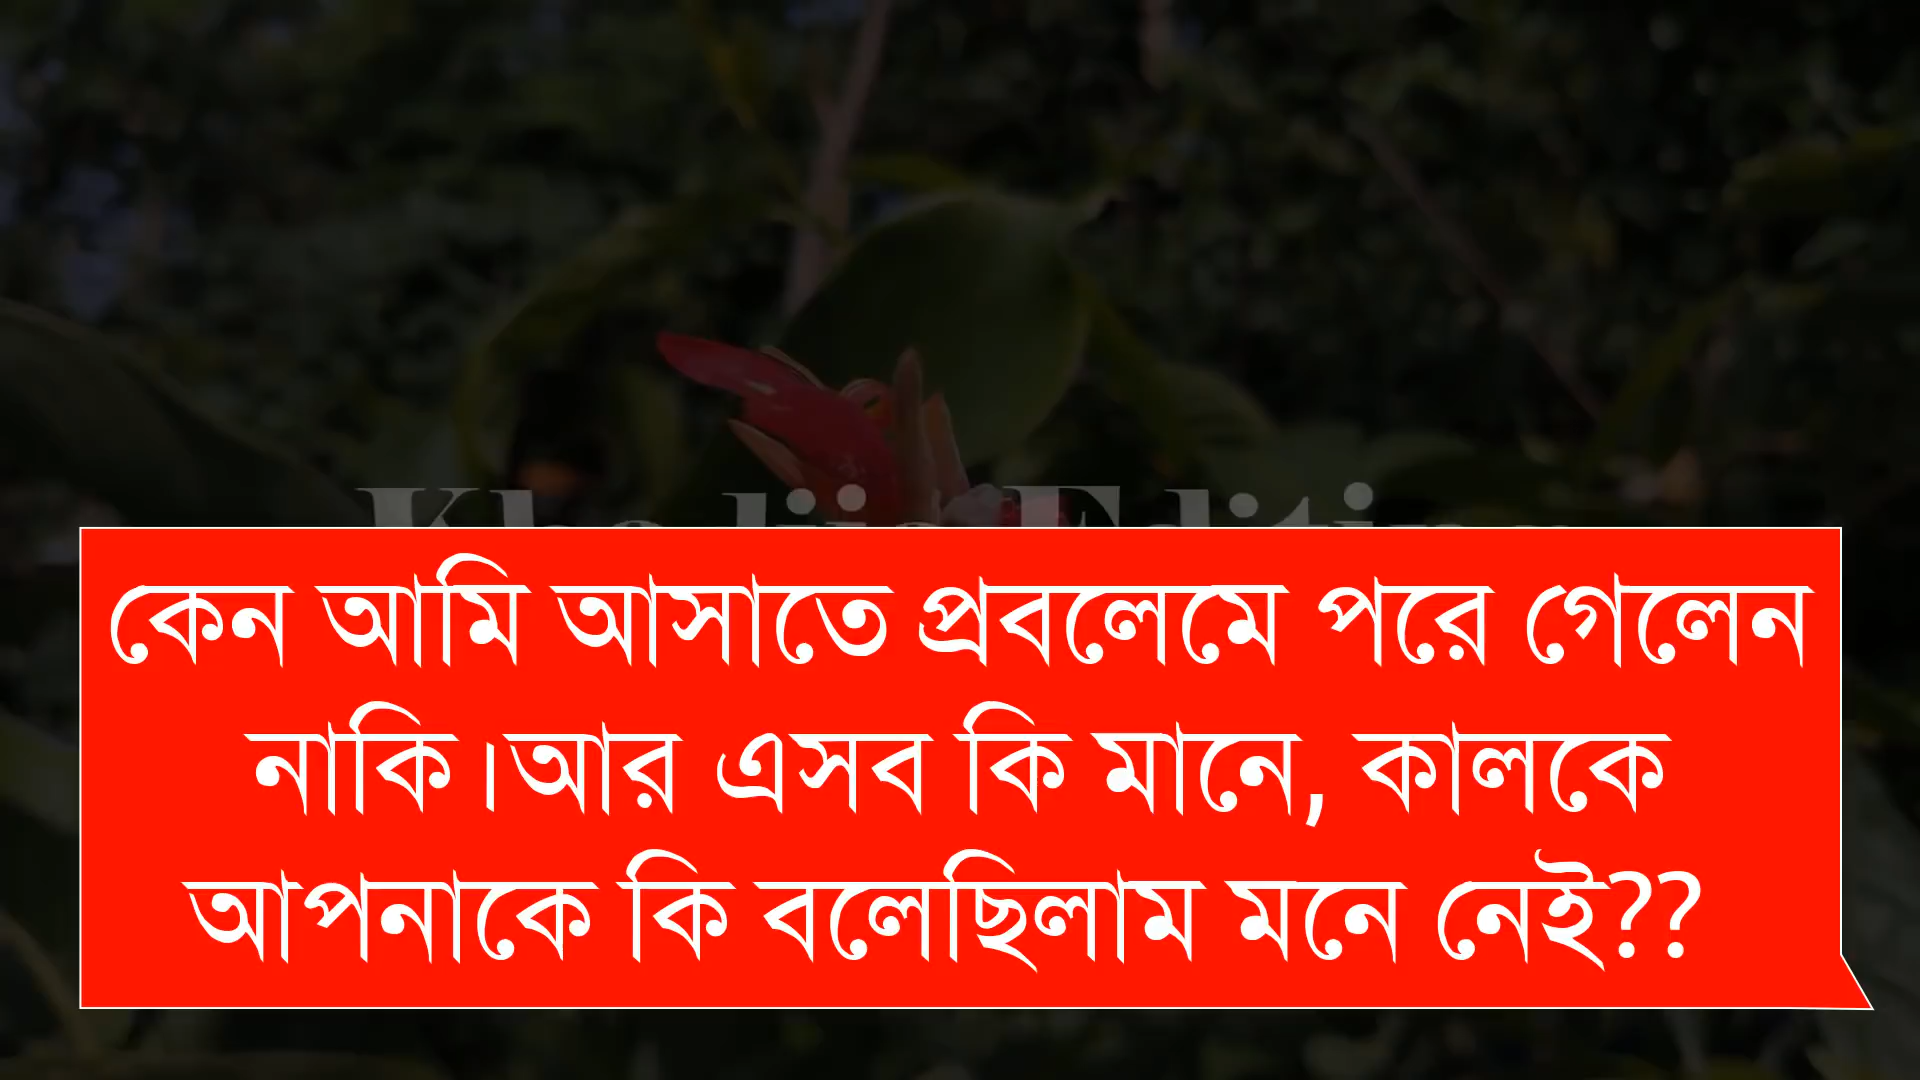 কেন আমি আসাতে প্রবলেমে পরে গেলেন
নাকি।আর এসব কি মানে, কালকে
আপনাকে কি বলেছিলাম মনে নেই??